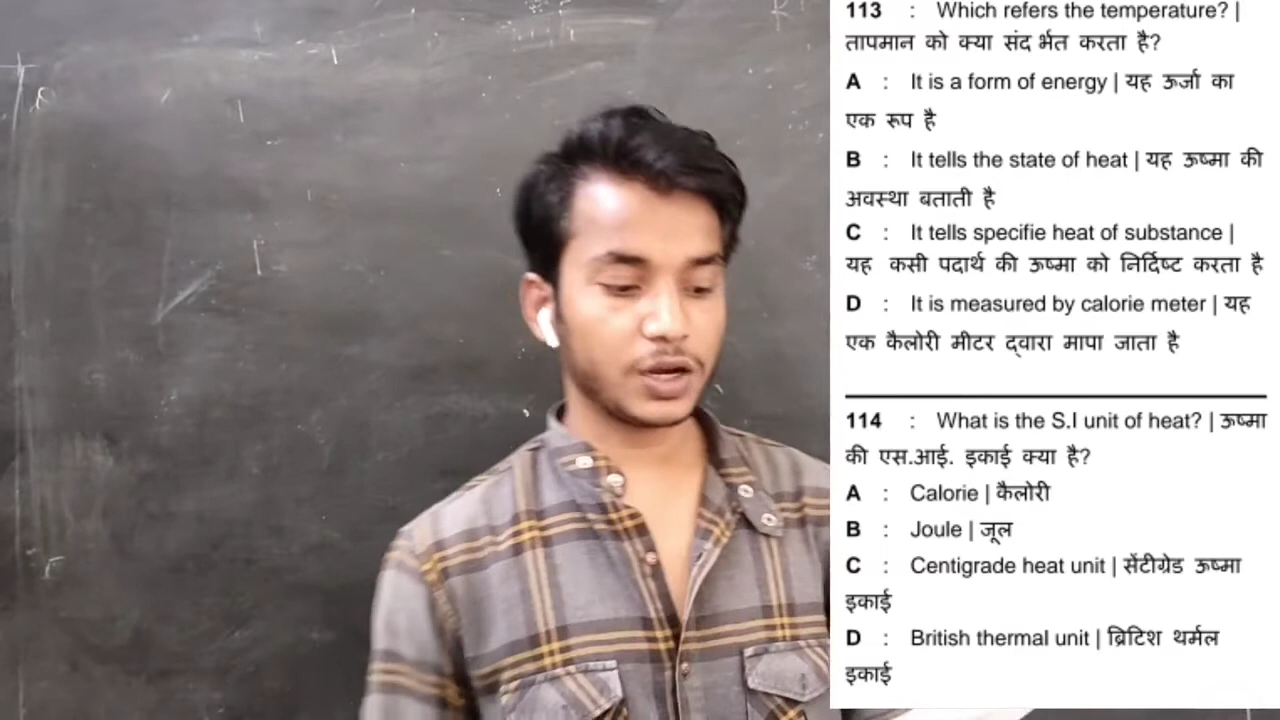 113 : Which refers the temperature? |
तापमान को क्या संद र्भत करता है?
A : It is a form of energy | यह ऊर्जा का
एक रूप है
B : It tells the state of heat | यह ऊष्मा की
अवस्था बताती है
C : It tells specifie heat of substance |
यह कसी पदार्थ की ऊष्मा को निर्दिष्ट करता है
D : It is measured by calorie meter | यह
एक कैलोरी मीटर द्वारा मापा जाता है
114 : What is the S.I unit of heat? | ऊष्मा
की एस.आई. इकाई क्या है?
A : Calorie | कैलोरी
B : Joule | जूल
C : Centigrade heat unit | सेंटीग्रेड ऊष्मा
इकाई
D : British thermal unit | ब्रिटिश थर्मल
इकाई